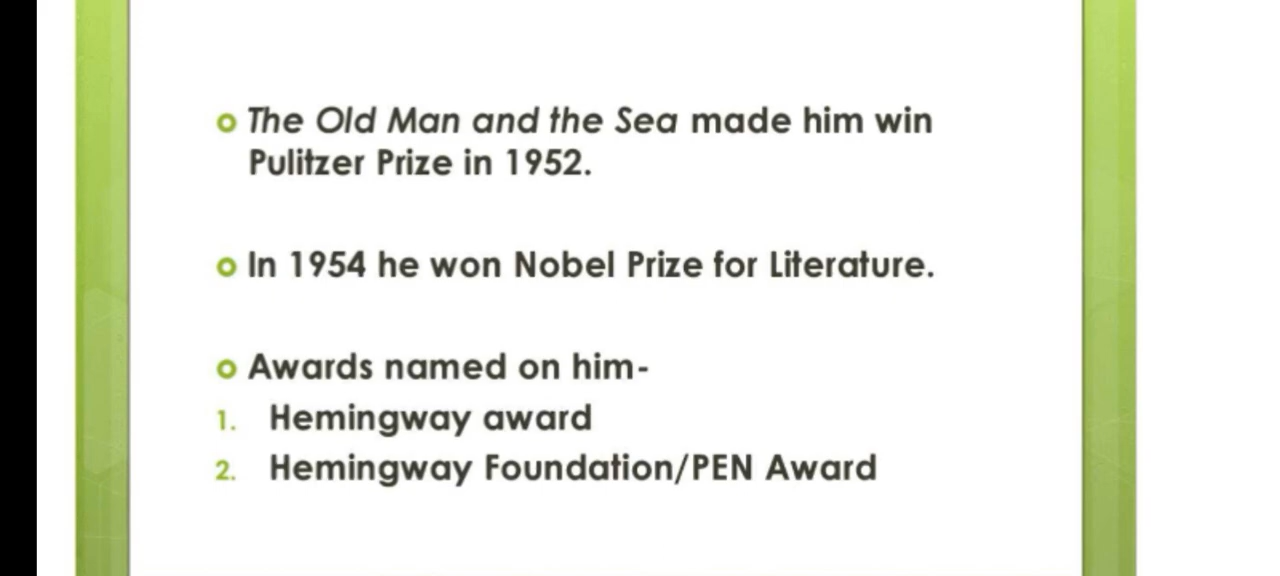 The Old Man and the Sea made him win
Pulitzer Prize in 1952.
In 1954 he won Nobel Prize for Literature.
Awards named on him-
1. Hemingway award
2. Hemingway Foundation/PEN Award